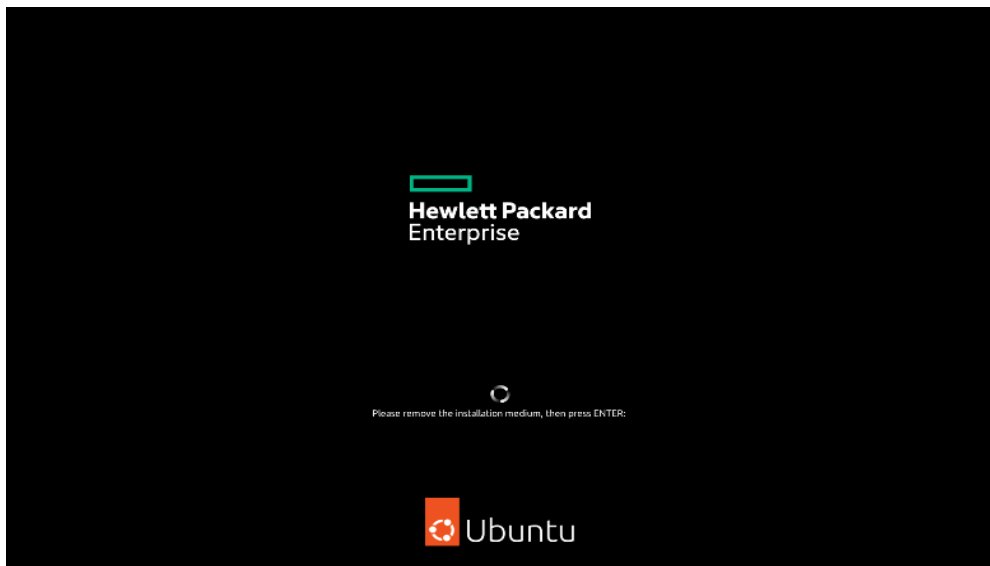 Hewlett Packard
Enterprise
Please remove the installation medium, then press ENTER:
Ubuntu